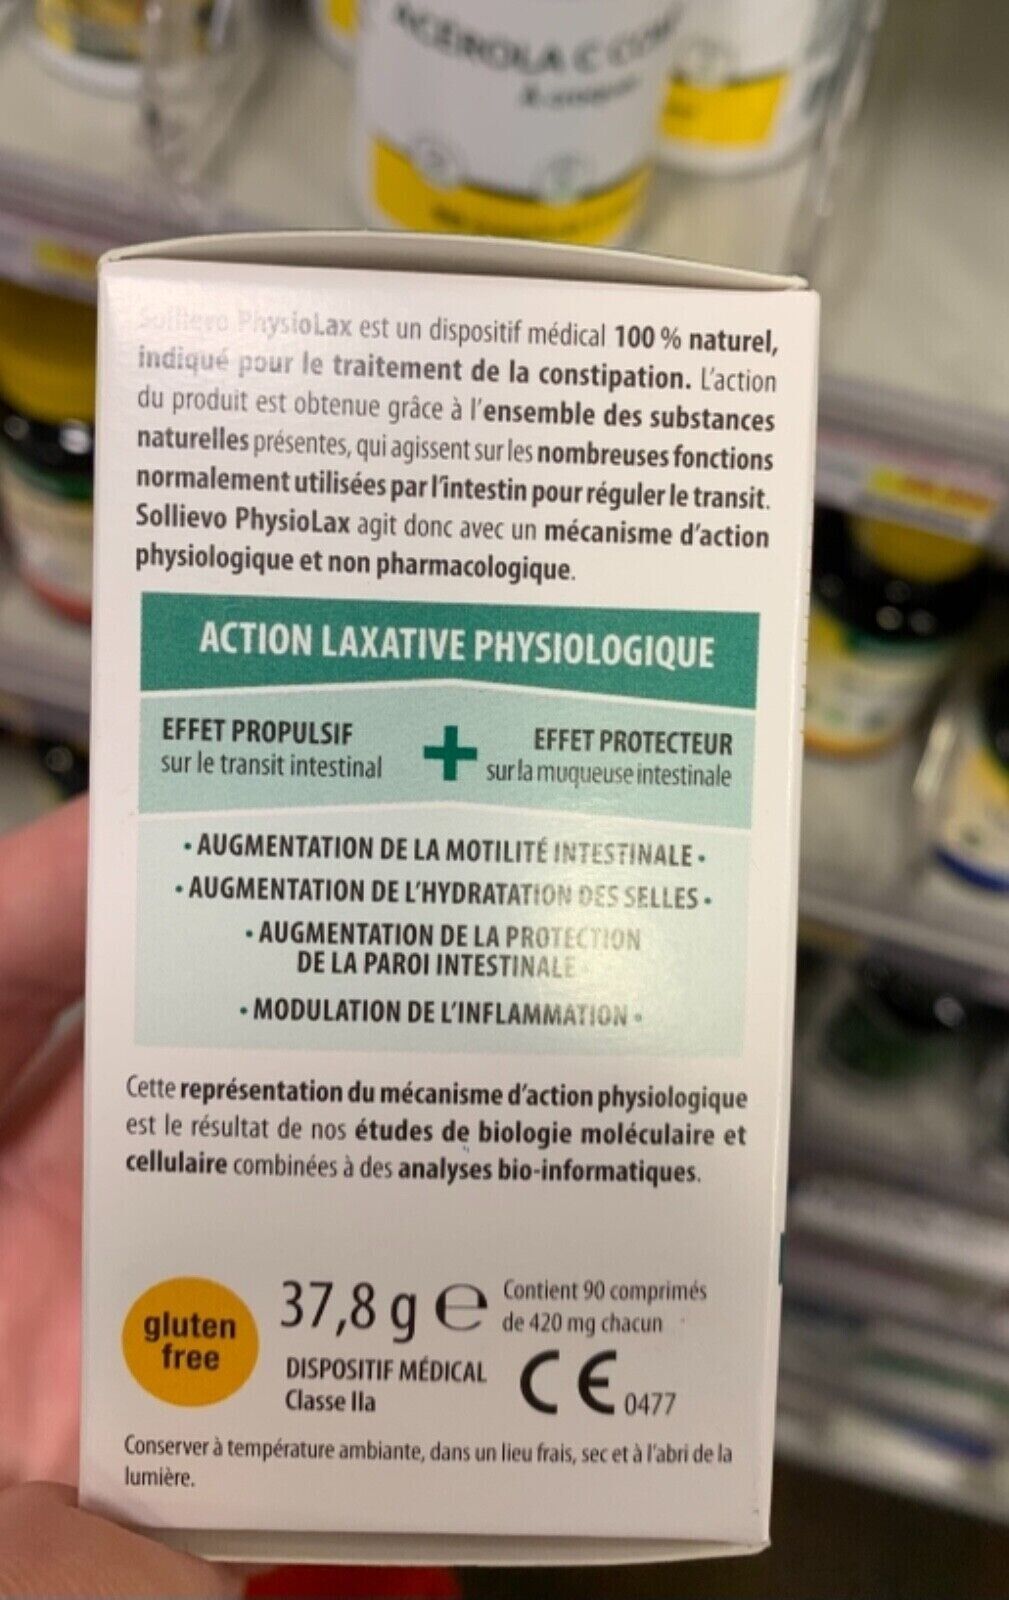 ACEROLA C
Sollievo PhysioLax est un dispositif médical 100 % naturel,
indiqué pour le traitement de la constipation. L'action
du produit est obtenue grâce à l'ensemble des substances
naturelles présentes, qui agissent sur les nombreuses fonctions
normalement utilisées par l'intestin pour réguler le transit.
Sollievo PhysioLax agit donc avec un mécanisme d'action
physiologique et non pharmacologique.
ACTION LAXATIVE PHYSIOLOGIQUE
EFFET PROPULSIF
sur le transit intestinal
+
EFFET PROTECTEUR
sur la muqueuse intestinale
• AUGMENTATION DE LA MOTILITÉ INTESTINALE •
• AUGMENTATION DE L'HYDRATATION DES SELLES •
• AUGMENTATION DE LA PROTECTION
DE LA PAROI INTESTINALE
• MODULATION DE L'INFLAMMATION •
Cette représentation du mécanisme d'action physiologique
est le résultat de nos études de biologie moléculaire et
cellulaire combinées à des analyses bio-informatiques.
gluten
free
37,8 g ℮
Contient 90 comprimés
de 420 mg chacun
DISPOSITIF MÉDICAL
Classe IIa
CE 0477
Conserver à température ambiante, dans un lieu frais, sec et à l'abri de la
lumière.